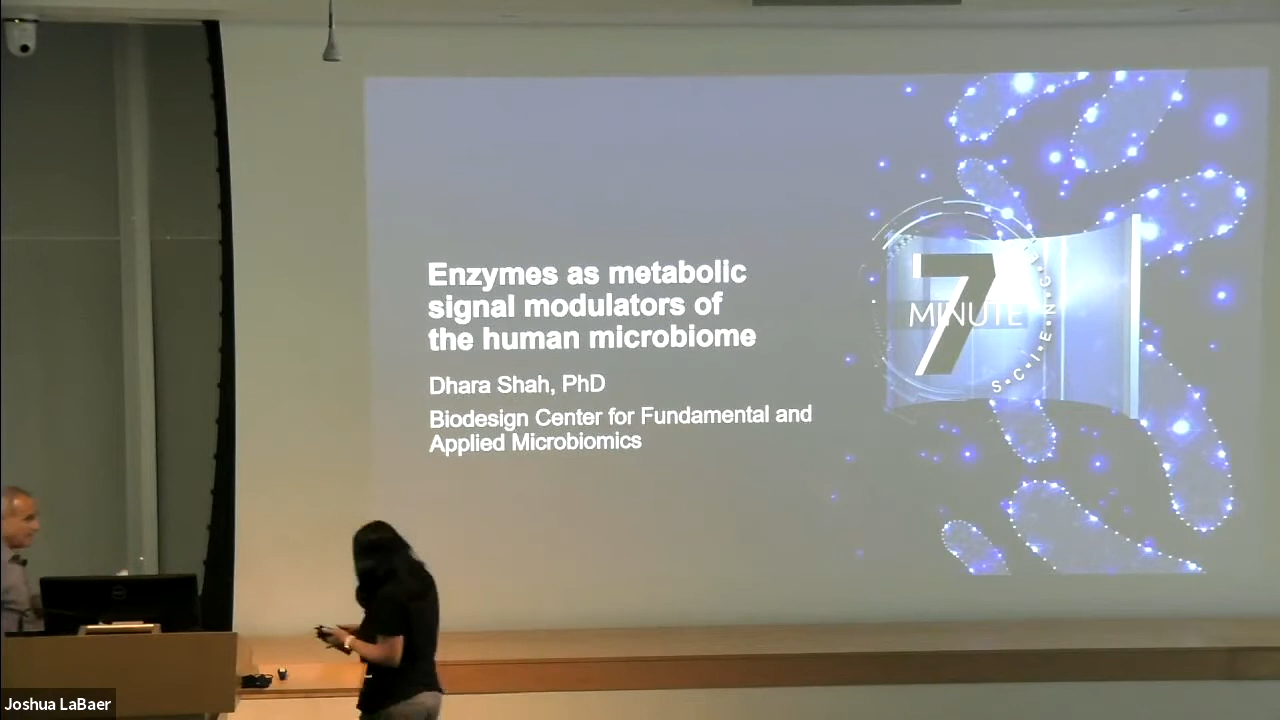 Enzymes as metabolic
signal modulators of
the human microbiome
Dhara Shah, PhD
Biodesign Center for Fundamental and
Applied Microbiomics
7
MINUTE
S•C•I•E•N•C•E
Joshua LaBaer